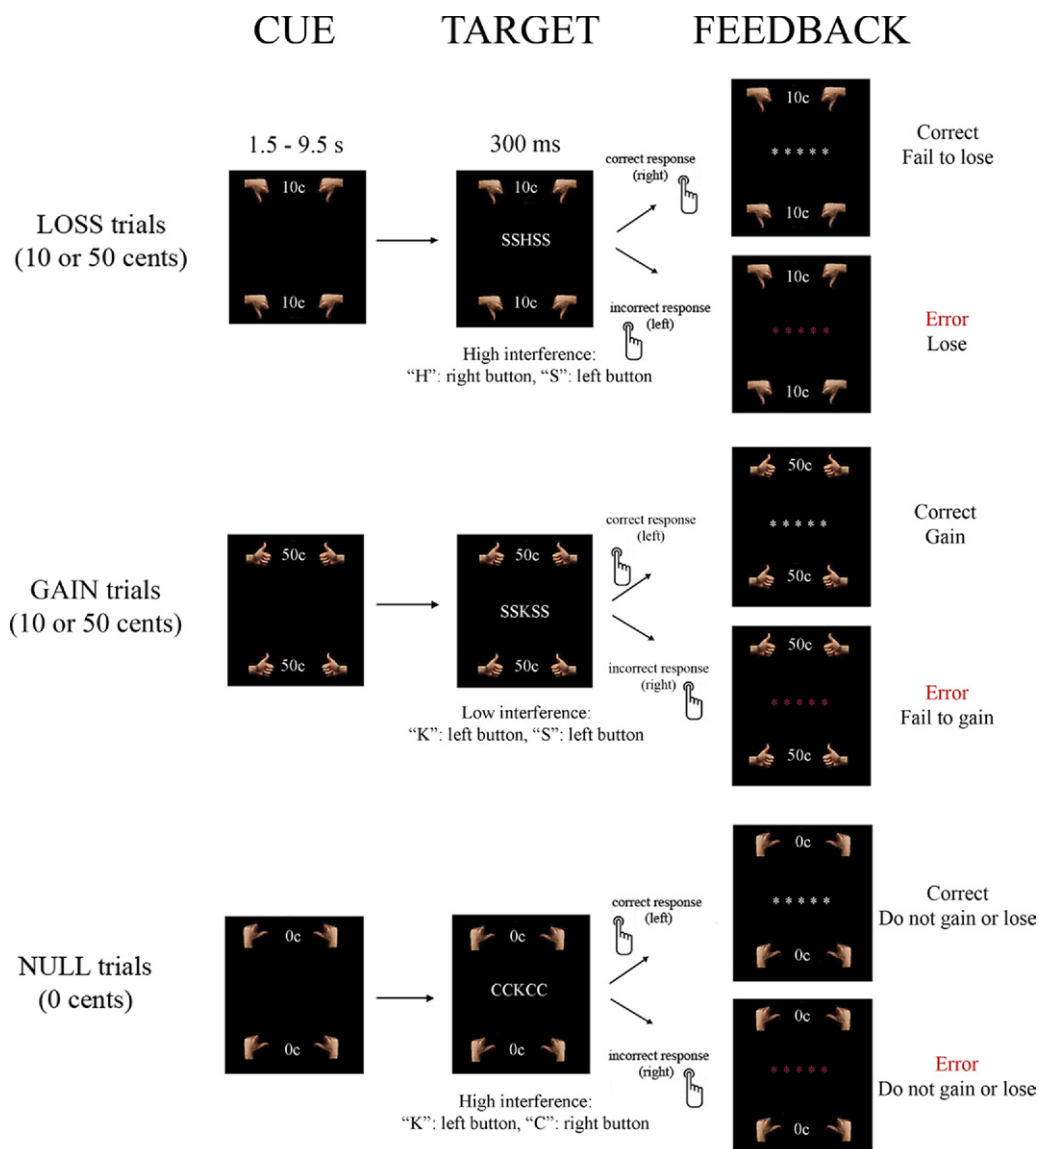 CUE TARGET FEEDBACK
1.5 - 9.5 s
300 ms
LOSS trials
(10 or 50 cents)
10c
10c
10c
SSHSS
10c
High interference:
“H”: right button, “S”: left button
correct response
(right)
incorrect response
(left)
10c
* * * * *
10c
Correct
Fail to lose
10c
* * * * *
10c
Error
Lose
GAIN trials
(10 or 50 cents)
50c
50c
50c
SSKSS
50c
Low interference:
“K”: left button, “S”: left button
correct response
(left)
incorrect response
(right)
50c
* * * * *
50c
Correct
Gain
50c
* * * * *
50c
Error
Fail to gain
NULL trials
(0 cents)
0c
0c
0c
CCKCC
0c
High interference:
“K”: left button, “C”: right button
correct response
(left)
incorrect response
(right)
0c
* * * * *
0c
Correct
Do not gain or lose
0c
* * * * *
0c
Error
Do not gain or lose